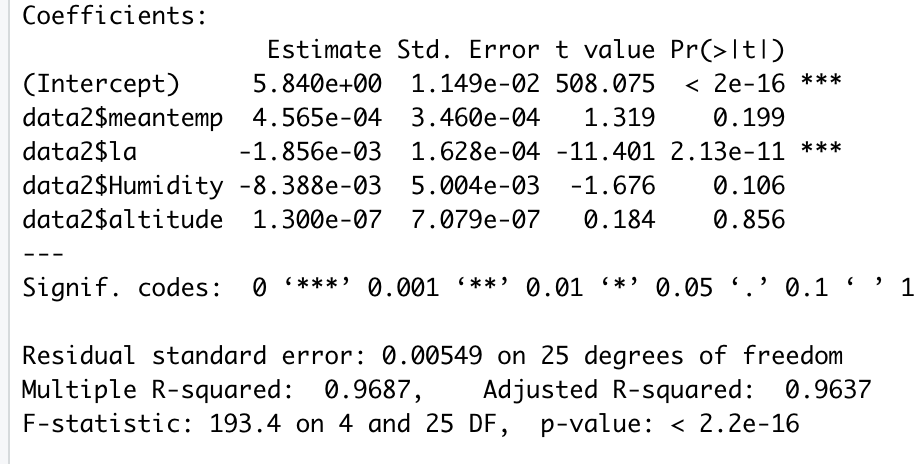 Coefficients:
                 Estimate Std. Error t value Pr(>|t|)
(Intercept)     5.840e+00  1.149e-02 508.075  < 2e-16 ***
data2$meantemp  4.565e-04  3.460e-04   1.319    0.199
data2$la       -1.856e-03  1.628e-04 -11.401 2.13e-11 ***
data2$Humidity -8.388e-03  5.004e-03  -1.676    0.106
data2$altitude  1.300e-07  7.079e-07   0.184    0.856
---
Signif. codes:  0 ‘***’ 0.001 ‘**’ 0.01 ‘*’ 0.05 ‘.’ 0.1 ‘ ’ 1
Residual standard error: 0.00549 on 25 degrees of freedom
Multiple R-squared:  0.9687,    Adjusted R-squared:  0.9637
F-statistic: 193.4 on 4 and 25 DF,  p-value: < 2.2e-16